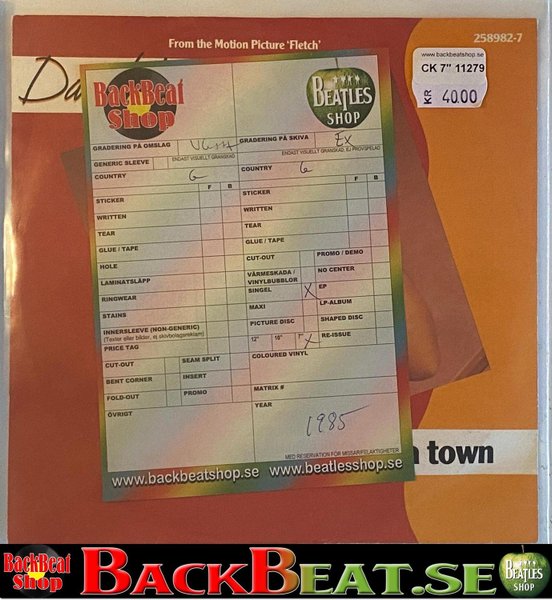 258982-7
From the Motion Picture 'Fletch'
www.backbeatshop.se
CK 7" 11279
KR 40.00
BackBeat
Shop
BEATLES
SHOP
GRADERING PÅ OMSLAG
GRADERING PÅ SKIVA Ex
ENDAST VISUELLT GRANSKAD
ENDAST VISUELLT GRANSKAD, EJ PROVSPELAD
GENERIC SLEEVE
COUNTRY G
COUNTRY G
F B
F B
STICKER
STICKER
WRITTEN
WRITTEN
TEAR
TEAR
GLUE / TAPE
GLUE / TAPE
HOLE
CUT-OUT
PROMO / DEMO
LAMINATSLÄPP
VÄRMESKADA /
VINYLBUBBLOR
NO CENTER
RINGWEAR
SINGEL X
EP
STAINS
MAXI
LP-ALBUM
INNERSLEEVE (NON-GENERIC)
(Texter eller bilder, ej skivbolagsreklam)
PICTURE DISC
SHAPED DISC
12" 10" 7" X
RE-ISSUE
PRICE TAG
CUT-OUT
SEAM SPLIT
COLOURED VINYL
BENT CORNER
INSERT
FOLD-OUT
PROMO
MATRIX #
ÖVRIGT
YEAR
1985
MED RESERVATION FÖR MISSAR/FELAKTIGHETER
www.backbeatshop.se www.beatlesshop.se
a town
BackBeat
Shop
BACKBEAT.SE
BEATLES
SHOP